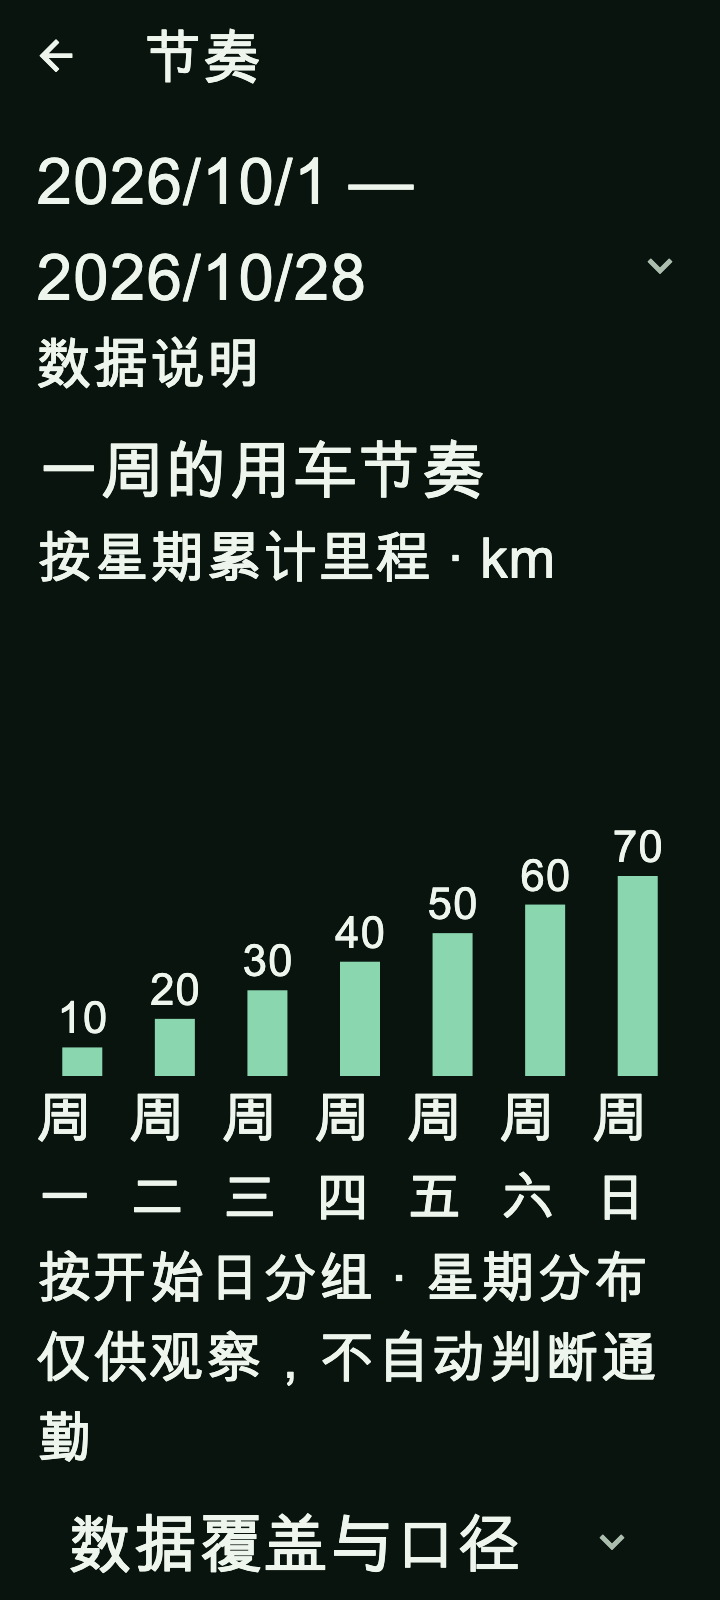 节奏
2026/10/1 —
2026/10/28
数据说明
一周的用车节奏
按星期累计里程 · km
10 20 30 40 50 60 70
周 周 周 周 周 周 周
一 二 三 四 五 六 日
按开始日分组 · 星期分布
仅供观察，不自动判断通
勤
数据覆盖与口径